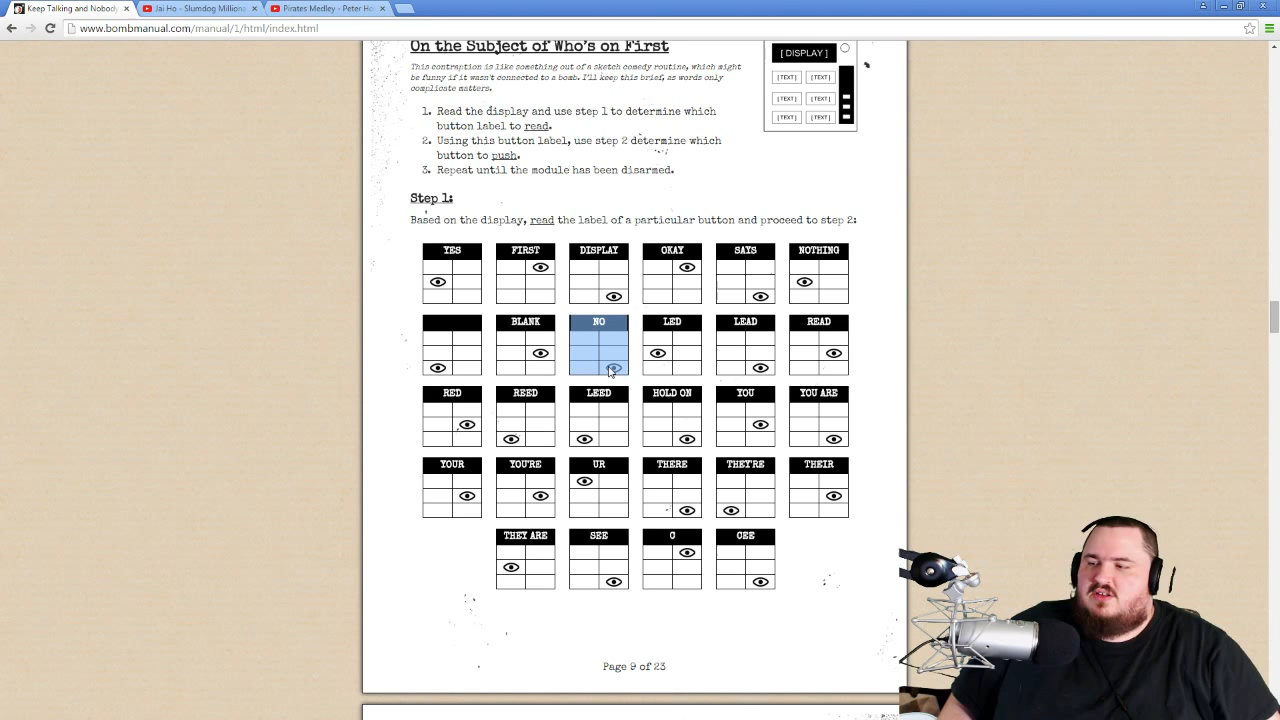 Keep Talking and Nobody
Jai Ho - Slumdog Million
Pirates Medley - Peter Ho
www.bombmanual.com/manual/1/html/index.html
On the Subject of Who's on First
This contraption is like something out of a sketch comedy routine, which might
be funny if it wasn't connected to a bomb. I'll keep this brief, as words only
complicate matters.
[DISPLAY]
[TEXT] [TEXT]
[TEXT] [TEXT]
[TEXT] [TEXT]
1. Read the display and use step 1 to determine which
button label to read.
2. Using this button label, use step 2 determine which
button to push.
3. Repeat until the module has been disarmed.
Step 1:
Based on the display, read the label of a particular button and proceed to step 2:
YES FIRST DISPLAY OKAY SAYS NOTHING
BLANK NO LED LEAD READ
RED REED LEED HOLD ON YOU YOU ARE
YOUR YOU'RE UR THERE THEY'RE THEIR
THEY ARE SEE C CEE
Page 9 of 23